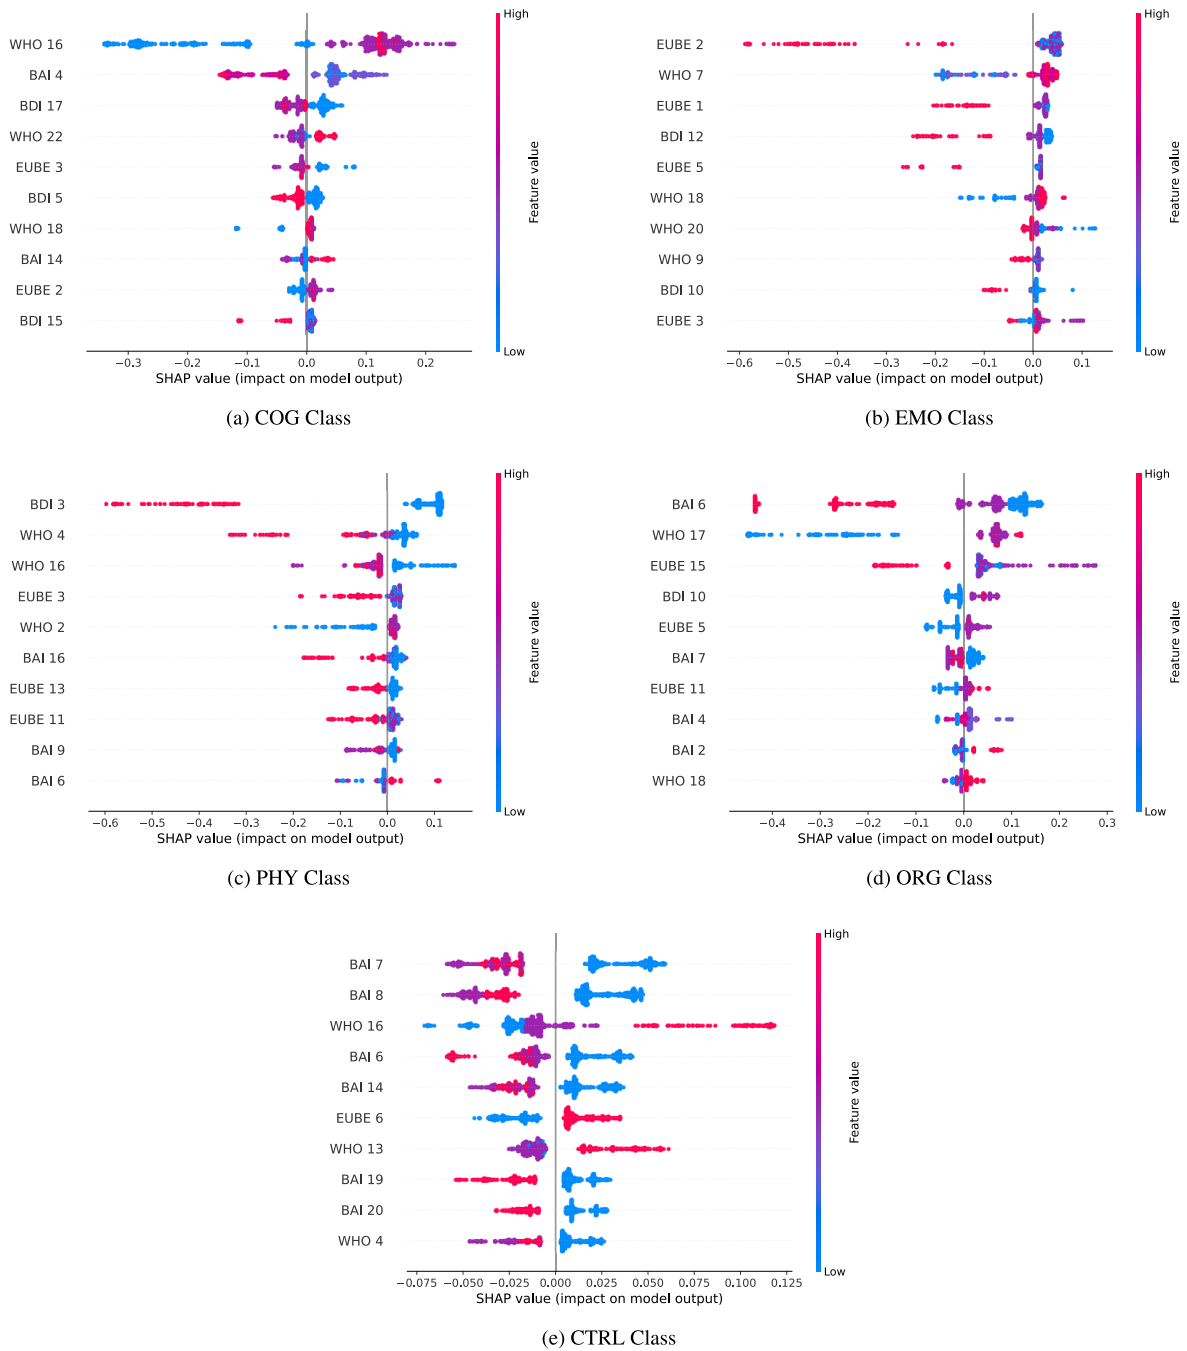 High
WHO 16
BAI 4
BDI 17
WHO 22
EUBE 3
BDI 5
WHO 18
BAI 14
EUBE 2
BDI 15
Feature value
Low
−0.3 −0.2 −0.1 0.0 0.1 0.2
SHAP value (impact on model output)
(a) COG Class
High
EUBE 2
WHO 7
EUBE 1
BDI 12
EUBE 5
WHO 18
WHO 20
WHO 9
BDI 10
EUBE 3
Feature value
Low
−0.6 −0.5 −0.4 −0.3 −0.2 −0.1 0.0 0.1
SHAP value (impact on model output)
(b) EMO Class
High
BDI 3
WHO 4
WHO 16
EUBE 3
WHO 2
BAI 16
EUBE 13
EUBE 11
BAI 9
BAI 6
Feature value
Low
−0.6 −0.5 −0.4 −0.3 −0.2 −0.1 0.0 0.1
SHAP value (impact on model output)
(c) PHY Class
High
BAI 6
WHO 17
EUBE 15
BDI 10
EUBE 5
BAI 7
EUBE 11
BAI 4
BAI 2
WHO 18
Feature value
Low
−0.4 −0.3 −0.2 −0.1 0.0 0.1 0.2 0.3
SHAP value (impact on model output)
(d) ORG Class
High
BAI 7
BAI 8
WHO 16
BAI 6
BAI 14
EUBE 6
WHO 13
BAI 19
BAI 20
WHO 4
Feature value
Low
−0.075 −0.050 −0.025 0.000 0.025 0.050 0.075 0.100 0.125
SHAP value (impact on model output)
(e) CTRL Class